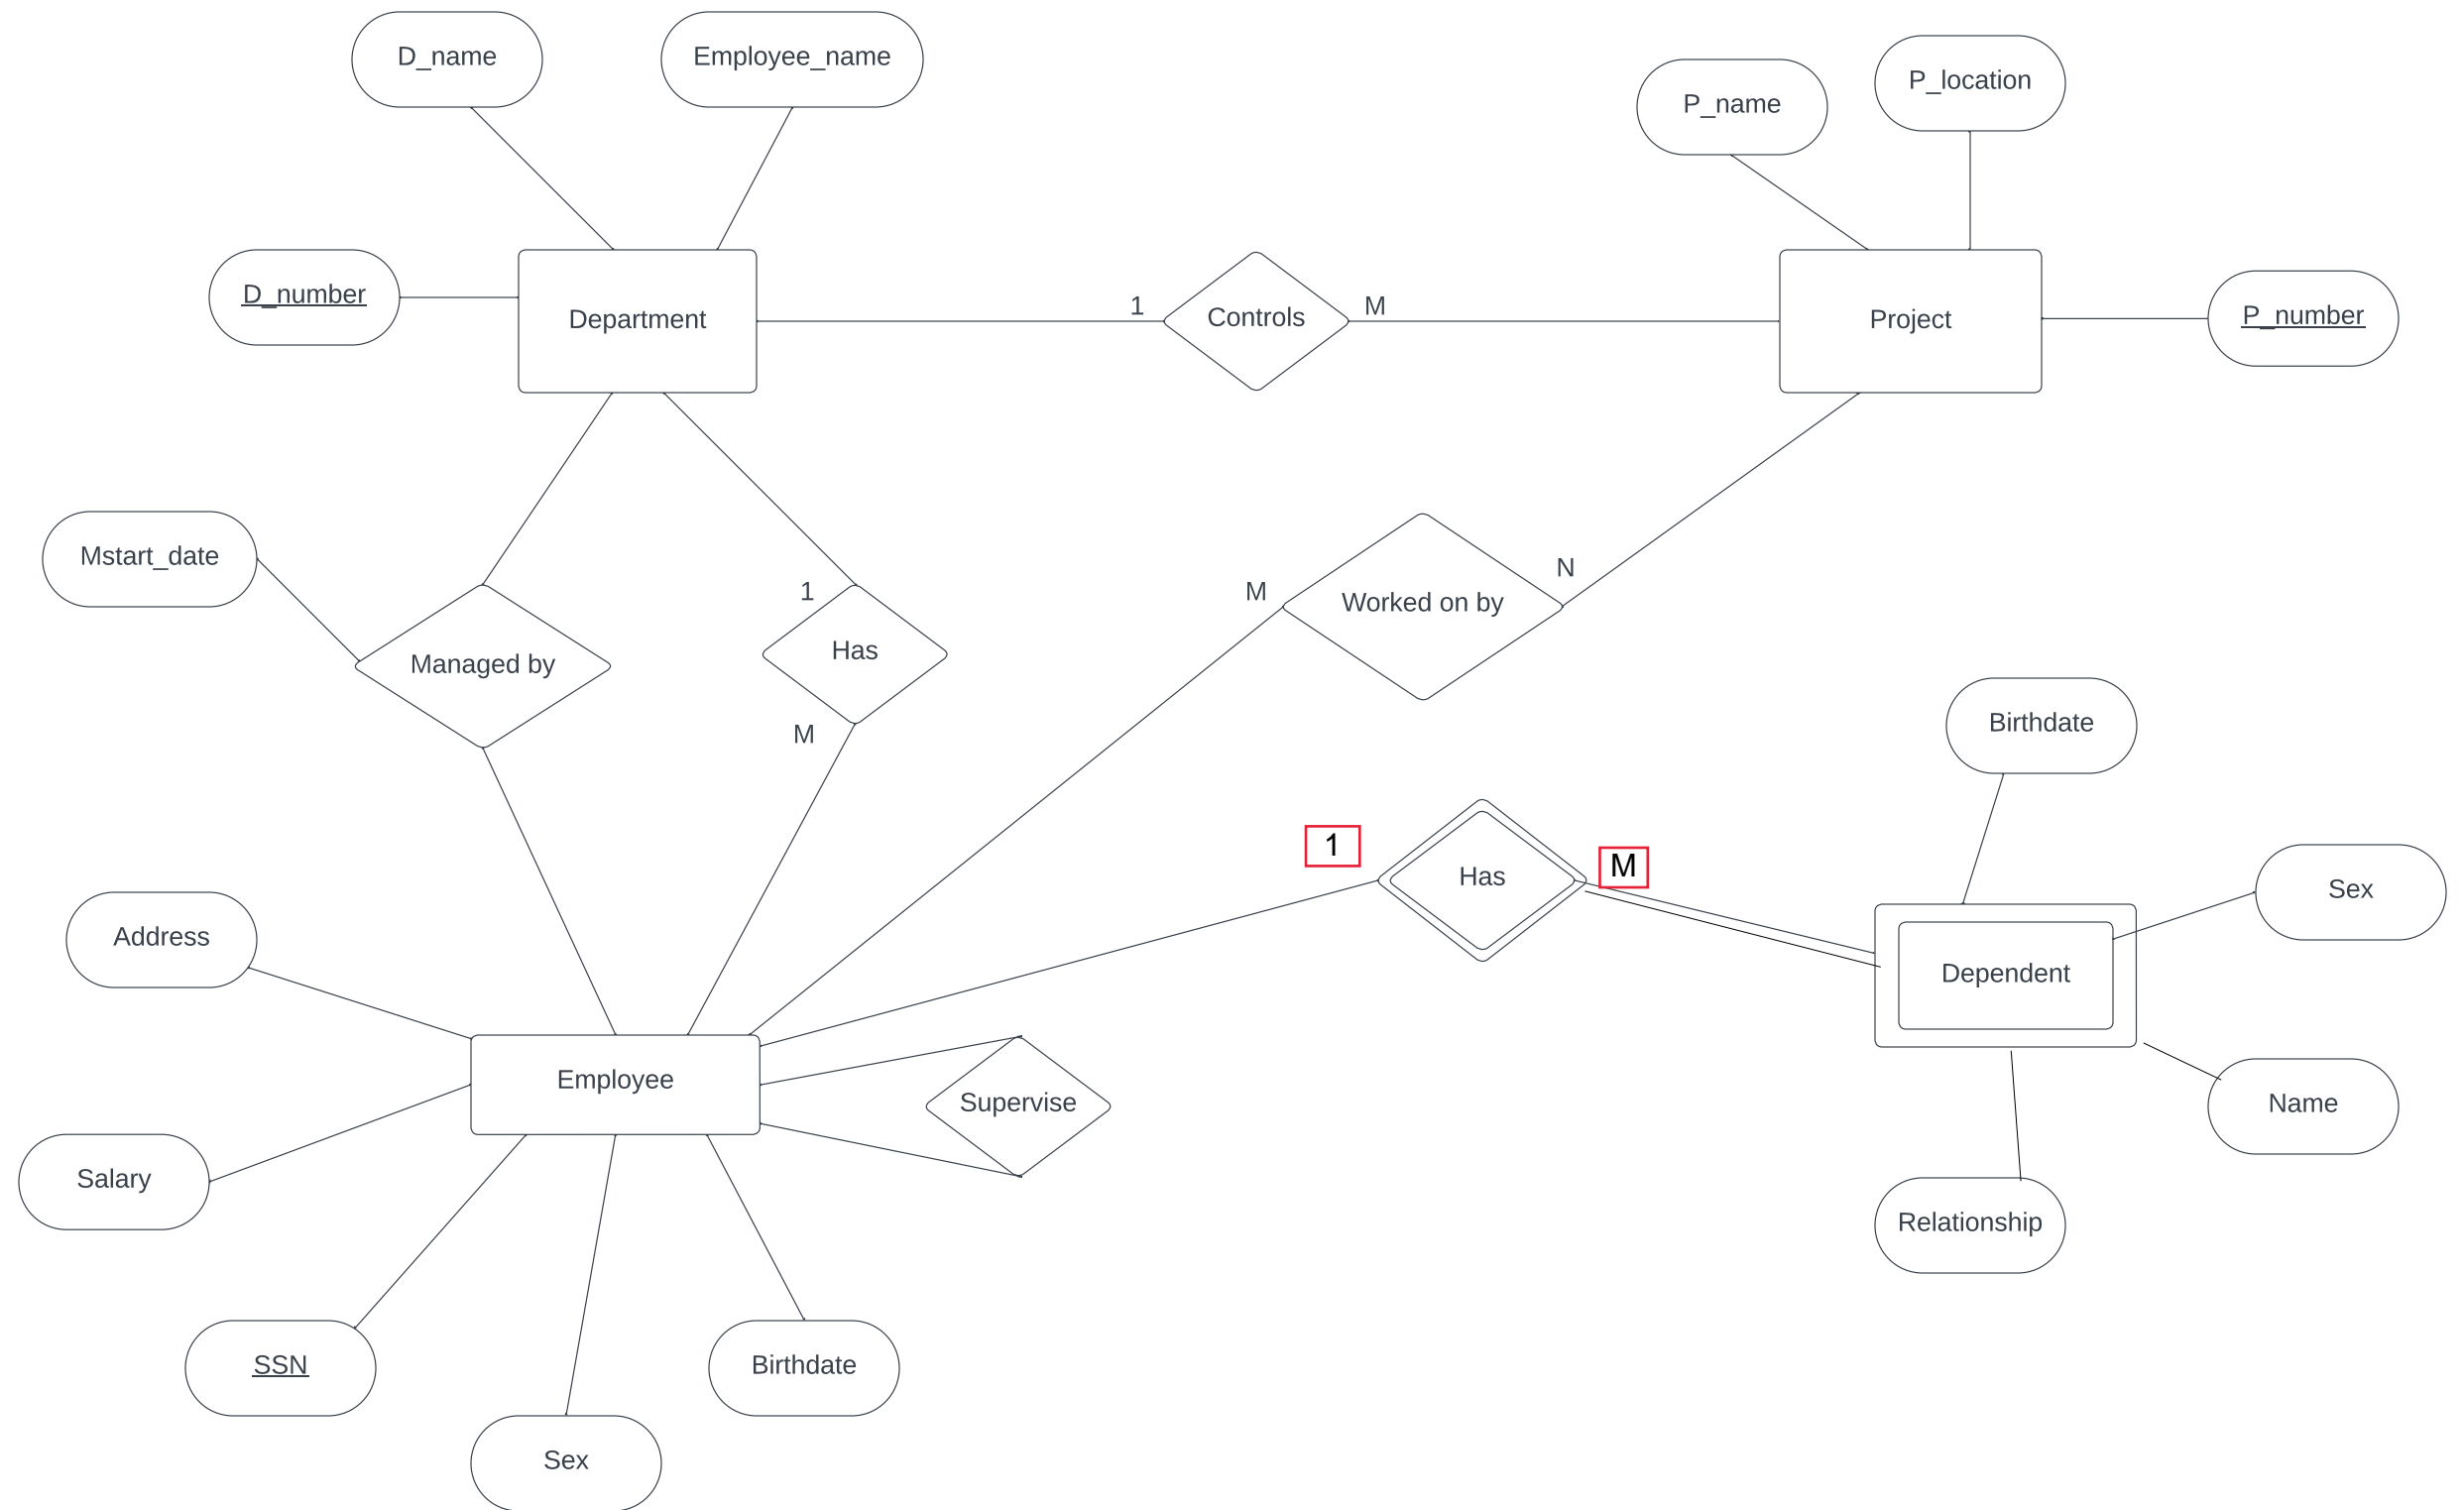 D_name
Employee_name
P_name
P_location
D_number
Department
1
Controls
M
Project
P_number
Mstart_date
Managed by
1
Has
M
M
Worked on by
N
Birthdate
1
Has
M
Sex
Address
Dependent
Employee
Supervise
Name
Salary
Relationship
SSN
Birthdate
Sex